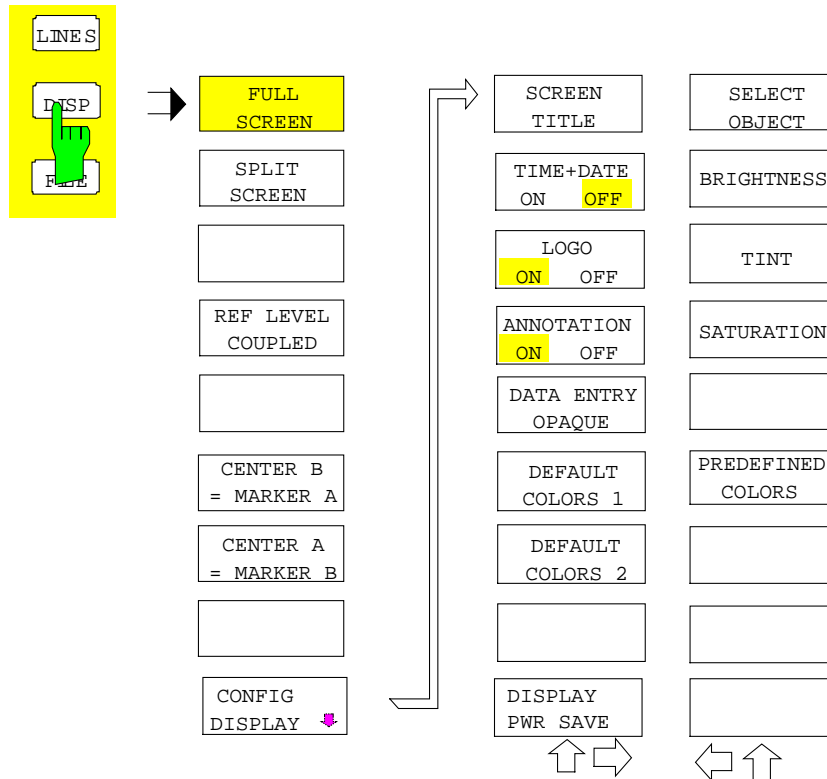 LINES
DISP
FILE
FULL
SCREEN
SPLIT
SCREEN
REF LEVEL
COUPLED
CENTER B
= MARKER A
CENTER A
= MARKER B
CONFIG
DISPLAY
SCREEN
TITLE
TIME+DATE
ON OFF
LOGO
ON OFF
ANNOTATION
ON OFF
DATA ENTRY
OPAQUE
DEFAULT
COLORS 1
DEFAULT
COLORS 2
DISPLAY
PWR SAVE
SELECT
OBJECT
BRIGHTNESS
TINT
SATURATION
PREDEFINED
COLORS